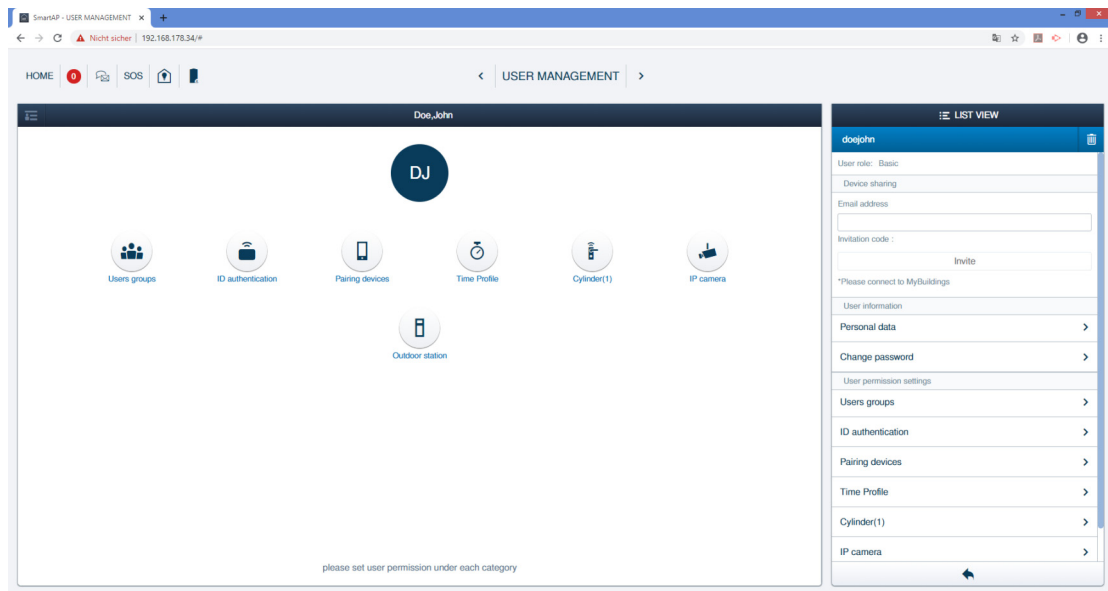 SmartAP - USER MANAGEMENT
Nicht sicher | 192.168.178.34/#
HOME 0 SOS < USER MANAGEMENT >
Doe,John
DJ
Users groups ID authentication Pairing devices Time Profile Cylinder(1) IP camera
Outdoor station
please set user permission under each category
LIST VIEW
doejohn
User role: Basic
Device sharing
Email address
Invitation code :
Invite
*Please connect to MyBuildings
User information
Personal data
Change password
User permission settings
Users groups
ID authentication
Pairing devices
Time Profile
Cylinder(1)
IP camera